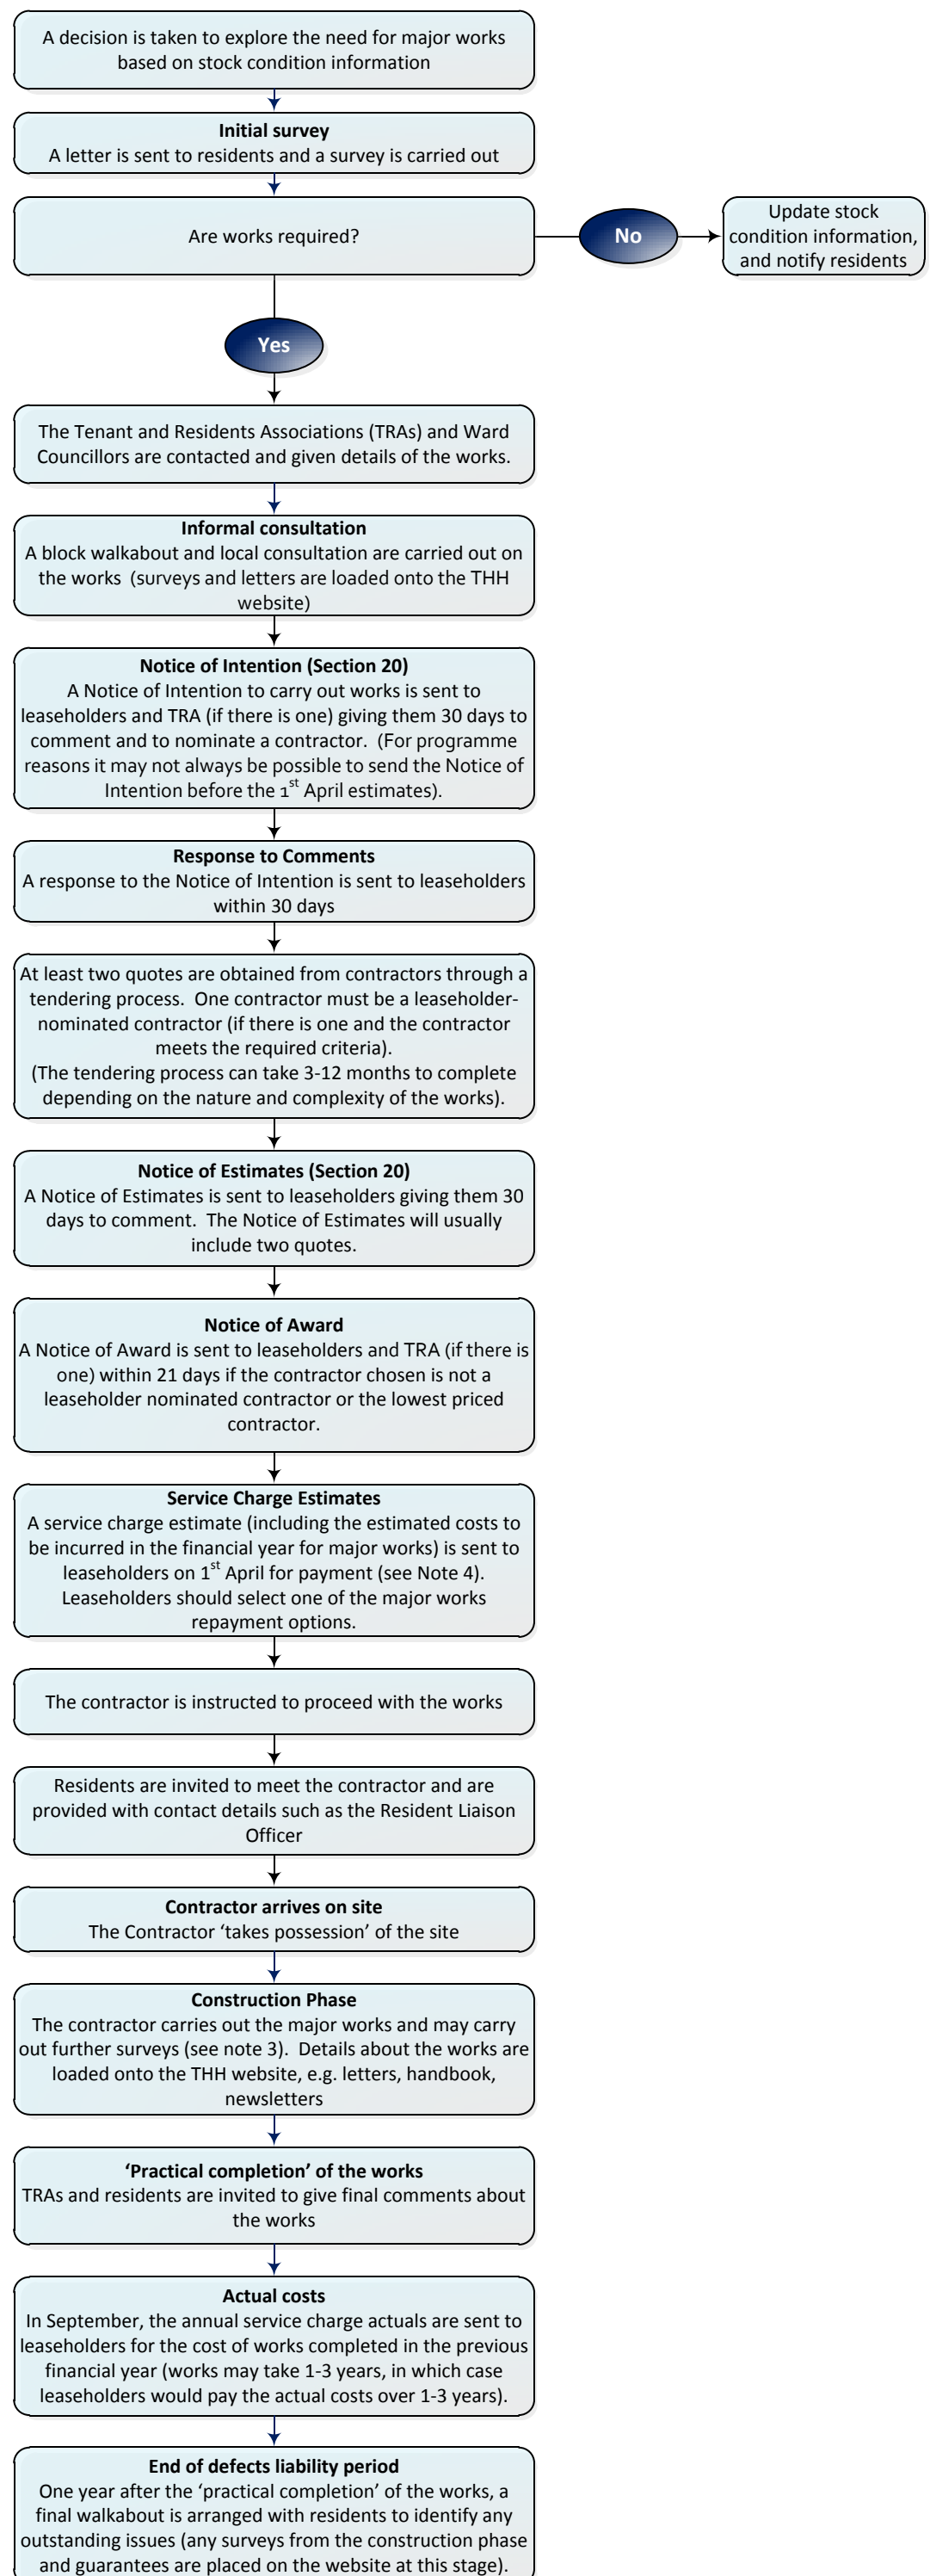 A decision is taken to explore the need for major works
based on stock condition information
Initial survey
A letter is sent to residents and a survey is carried out
Are works required?
No
Update stock
condition information,
and notify residents
Yes
The Tenant and Residents Associations (TRAs) and Ward
Councillors are contacted and given details of the works.
Informal consultation
A block walkabout and local consultation are carried out on
the works  (surveys and letters are loaded onto the THH
website)
Notice of Intention (Section 20)
A Notice of Intention to carry out works is sent to
leaseholders and TRA (if there is one) giving them 30 days to
comment and to nominate a contractor.  (For programme
reasons it may not always be possible to send the Notice of
Intention before the 1st April estimates).
Response to Comments
A response to the Notice of Intention is sent to leaseholders
within 30 days
At least two quotes are obtained from contractors through a
tendering process.  One contractor must be a leaseholder-
nominated contractor (if there is one and the contractor
meets the required criteria).
(The tendering process can take 3-12 months to complete
depending on the nature and complexity of the works).
Notice of Estimates (Section 20)
A Notice of Estimates is sent to leaseholders giving them 30
days to comment.  The Notice of Estimates will usually
include two quotes.
Notice of Award
A Notice of Award is sent to leaseholders and TRA (if there is
one) within 21 days if the contractor chosen is not a
leaseholder nominated contractor or the lowest priced
contractor.
Service Charge Estimates
A service charge estimate (including the estimated costs to
be incurred in the financial year for major works) is sent to
leaseholders on 1st April for payment (see Note 4).
Leaseholders should select one of the major works
repayment options.
The contractor is instructed to proceed with the works
Residents are invited to meet the contractor and are
provided with contact details such as the Resident Liaison
Officer
Contractor arrives on site
The Contractor ‘takes possession’ of the site
Construction Phase
The contractor carries out the major works and may carry
out further surveys (see note 3).  Details about the works are
loaded onto the THH website, e.g. letters, handbook,
newsletters
‘Practical completion’ of the works
TRAs and residents are invited to give final comments about
the works
Actual costs
In September, the annual service charge actuals are sent to
leaseholders for the cost of works completed in the previous
financial year (works may take 1-3 years, in which case
leaseholders would pay the actual costs over 1-3 years).
End of defects liability period
One year after the ‘practical completion’ of the works, a
final walkabout is arranged with residents to identify any
outstanding issues (any surveys from the construction phase
and guarantees are placed on the website at this stage).